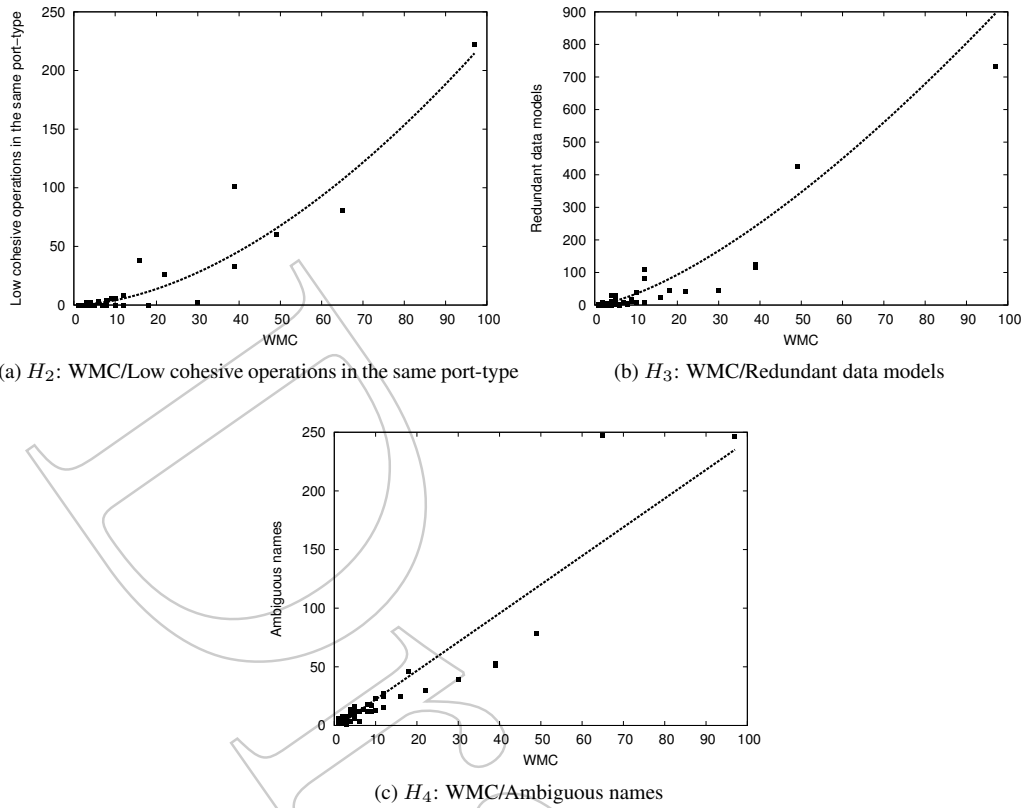 Low cohesive operations in the same port-type
250
200
150
100
50
0
0 10 20 30 40 50 60 70 80 90 100
WMC
Redundant data models
900
800
700
600
500
400
300
200
100
0
0 10 20 30 40 50 60 70 80 90 100
WMC
(a) H2: WMC/Low cohesive operations in the same port-type
(b) H3: WMC/Redundant data models
Ambiguous names
250
200
150
100
50
0
0 10 20 30 40 50 60 70 80 90 100
WMC
(c) H4: WMC/Ambiguous names